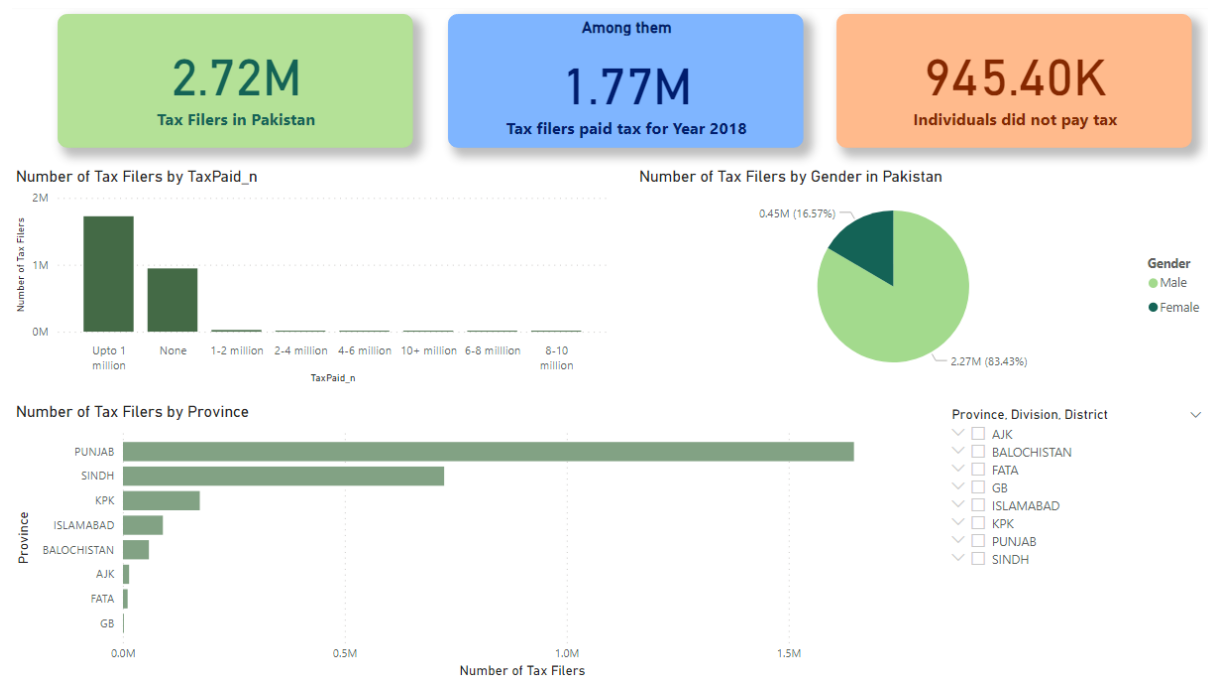 2.72M
Tax Filers in Pakistan
Among them
1.77M
Tax filers paid tax for Year 2018
945.40K
Individuals did not pay tax
Number of Tax Filers by TaxPaid_n
Number of Tax Filers
2M
1M
0M
Upto 1
million
None
1-2 million
2-4 million
4-6 million
10+ million
6-8 million
8-10
million
TaxPaid_n
Number of Tax Filers by Gender in Pakistan
0.45M (16.57%)
2.27M (83.43%)
Gender
Male
Female
Number of Tax Filers by Province
Province
PUNJAB
SINDH
KPK
ISLAMABAD
BALOCHISTAN
AJK
FATA
GB
0.0M
0.5M
1.0M
1.5M
Number of Tax Filers
Province, Division, District
AJK
BALOCHISTAN
FATA
GB
ISLAMABAD
KPK
PUNJAB
SINDH